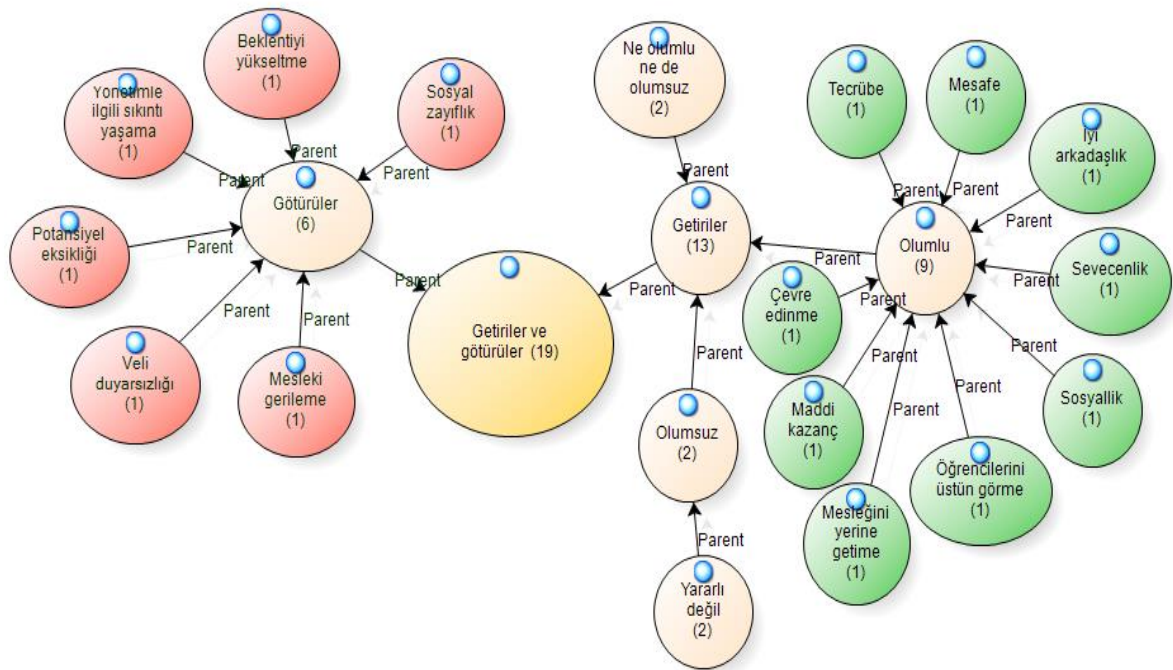 Beklentiyi
yükseltme
(1)
Yönetimle
ilgili sıkıntı
yaşama
(1)
Sosyal
zayıflık
(1)
Parent
Parent
Parent
Götürüler
(6)
Potansiyel
eksikliği
(1)
Parent
Parent
Veli
duyarsızlığı
(1)
Parent
Mesleki
gerileme
(1)
Parent
Getiriler ve
götürüler (19)
Ne olumlu
ne de
olumsuz
(2)
Parent
Getiriler
(13)
Parent
Parent
Olumsuz
(2)
Parent
Yararlı
değil
(2)
Tecrübe
(1)
Mesafe
(1)
İyi
arkadaşlık
(1)
Parent
Parent
Parent
Olumlu
(9)
Parent
Sevecenlik
(1)
Parent
Çevre
edinme
(1)
Parent
Maddi
kazanç
(1)
Parent
Parent
Parent
Parent
Sosyallik
(1)
Öğrencilerini
üstün görme
(1)
Mesleğini
yerine
getime
(1)